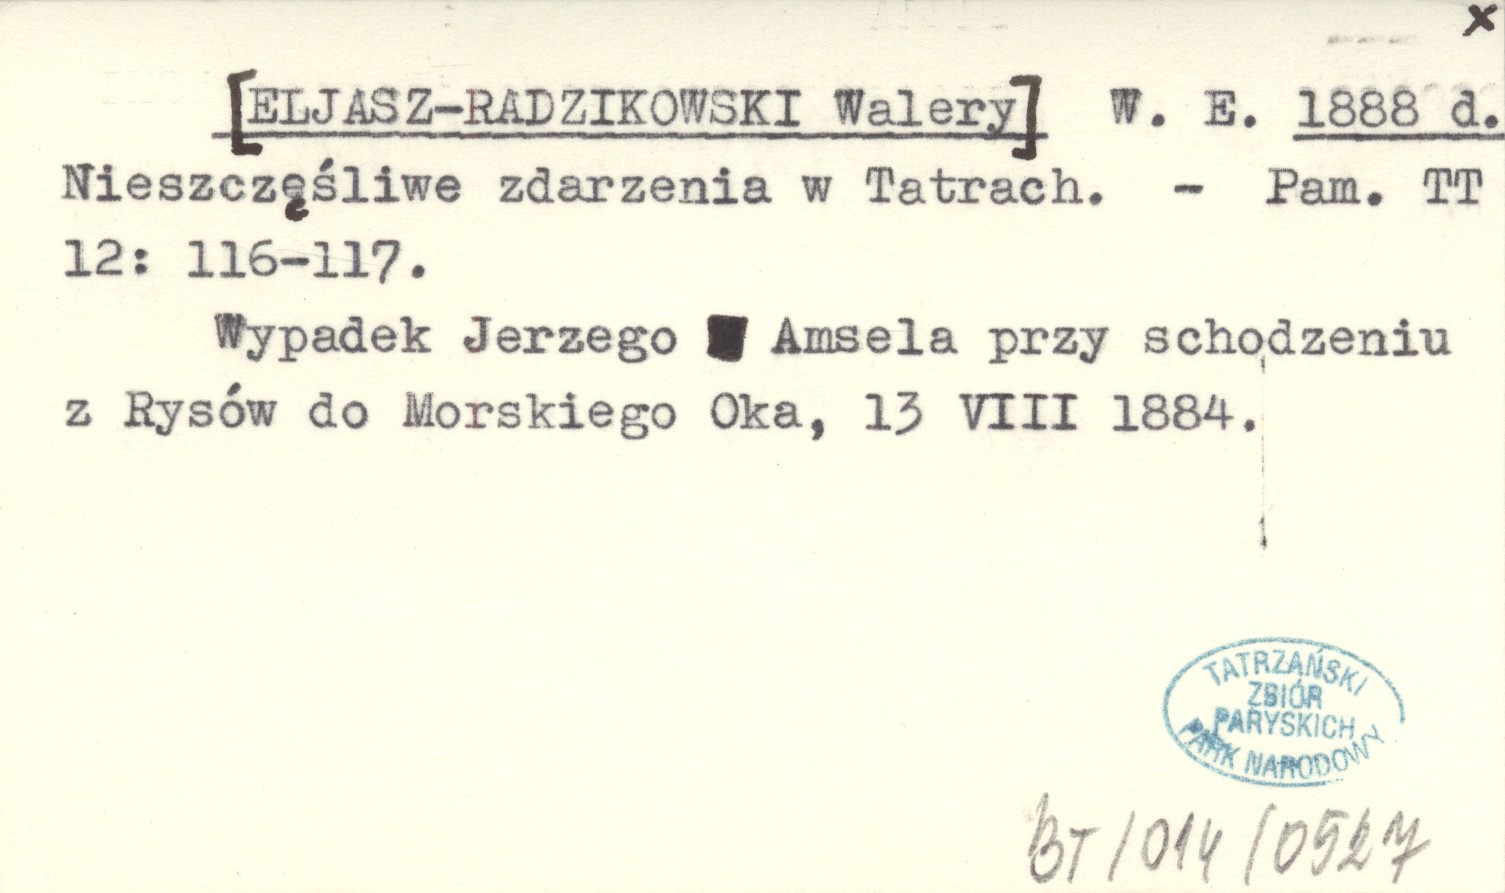 x
[ELJASZ-RADZIKOWSKI Walery] W. E. 1888 d.
Nieszczęśliwe zdarzenia w Tatrach. - Pam. TT
12: 116-117.
Wypadek Jerzego Amsela przy schodzeniu
z Rysów do Morskiego Oka, 13 VIII 1884.
TATRZAŃSKI
ZBIÓR
PARYSKICH
PARK NARODOWY
BT/014/0527